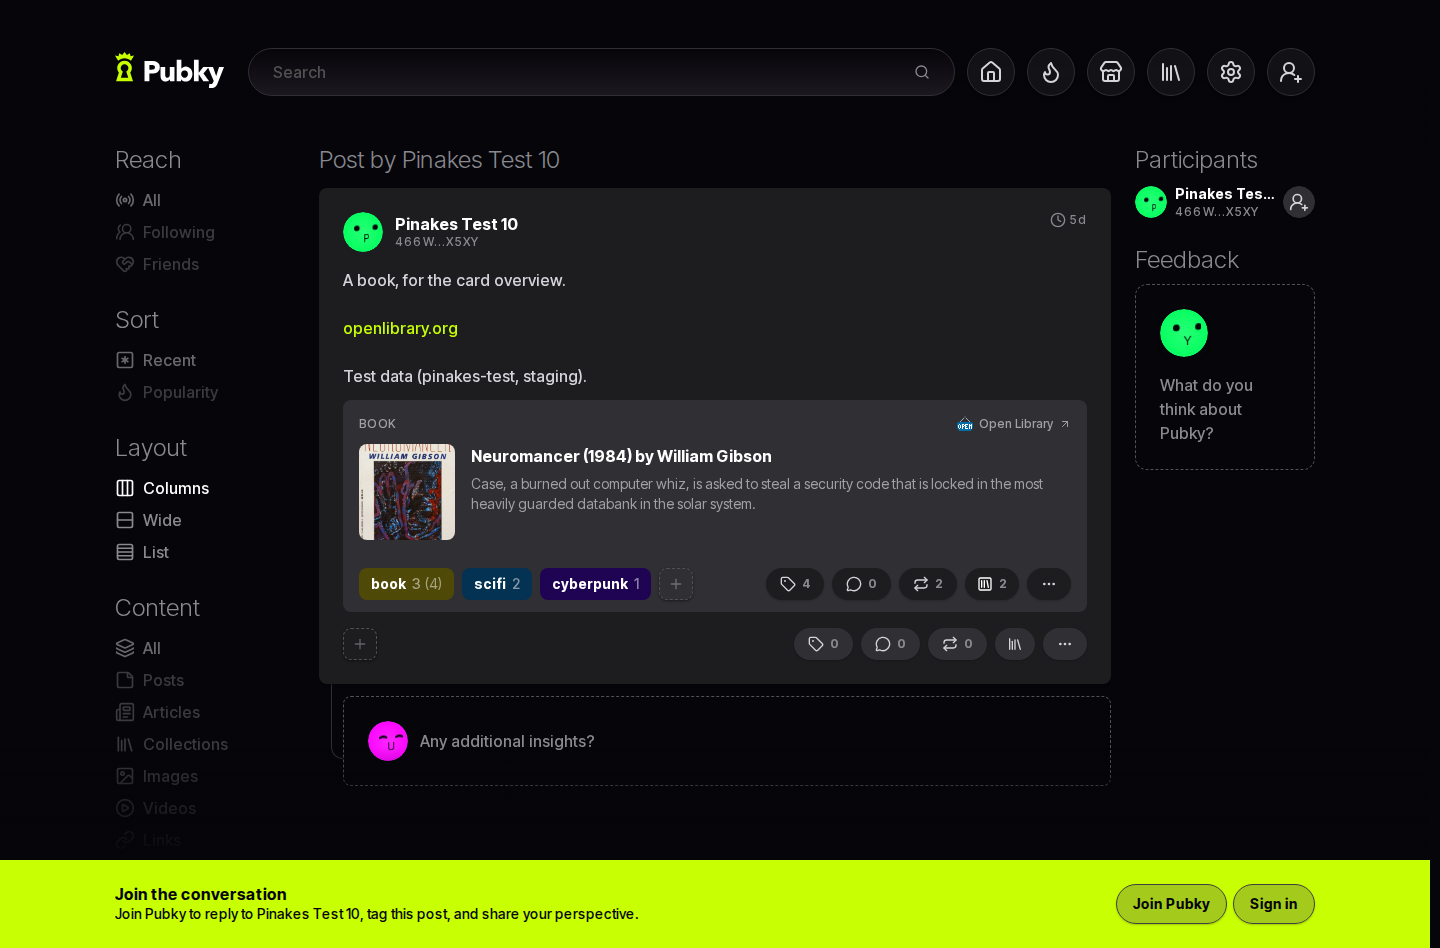 Pubky
Search
Reach
All
Following
Friends
Sort
Recent
Popularity
Layout
Columns
Wide
List
Content
All
Posts
Articles
Collections
Images
Videos
Links
Post by Pinakes Test 10
P
Pinakes Test 10
466W...X5XY
5d
A book, for the card overview.
openlibrary.org
Test data (pinakes-test, staging).
BOOK
OPEN
Open Library
WILLIAM GIBSON
Neuromancer (1984) by William Gibson
Case, a burned out computer whiz, is asked to steal a security code that is locked in the most
heavily guarded databank in the solar system.
book 3 (4)
scifi 2
cyberpunk 1
4
0
2
2
0
0
0
U
Any additional insights?
Participants
P
Pinakes Tes...
466W...X5XY
Feedback
Y
What do you
think about
Pubky?
Join the conversation
Join Pubky to reply to Pinakes Test 10, tag this post, and share your perspective.
Join Pubky
Sign in